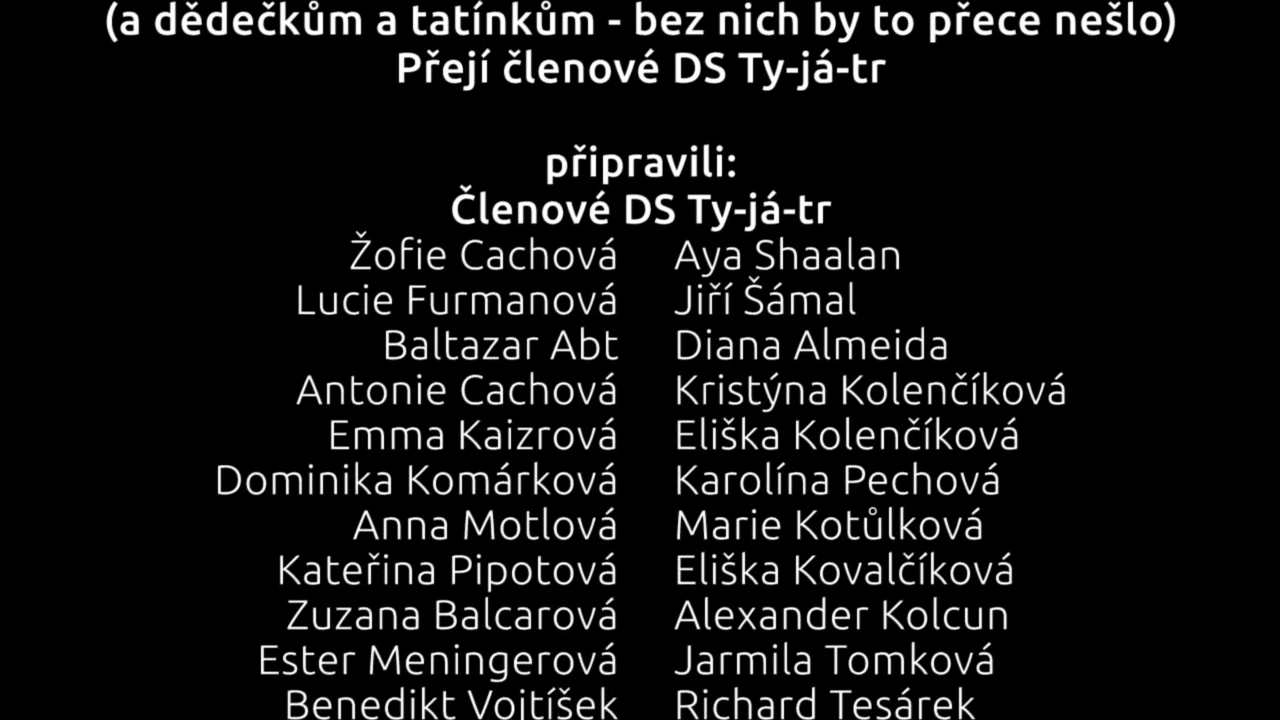 (a dědečkům a tatínkům - bez nich by to přece nešlo)
Přejí členové DS Ty-já-tr
připravili:
Členové DS Ty-já-tr
Žofie Cachová Aya Shaalan
Lucie Furmanová Jiří Šámal
Baltazar Abt Diana Almeida
Antonie Cachová Kristýna Kolenčíková
Emma Kaizrová Eliška Kolenčíková
Dominika Komárková Karolína Pechová
Anna Motlová Marie Kotůlková
Kateřina Pipotová Eliška Kovalčíková
Zuzana Balcarová Alexander Kolcun
Ester Meningerová Jarmila Tomková
Benedikt Vojtíšek Richard Tesárek